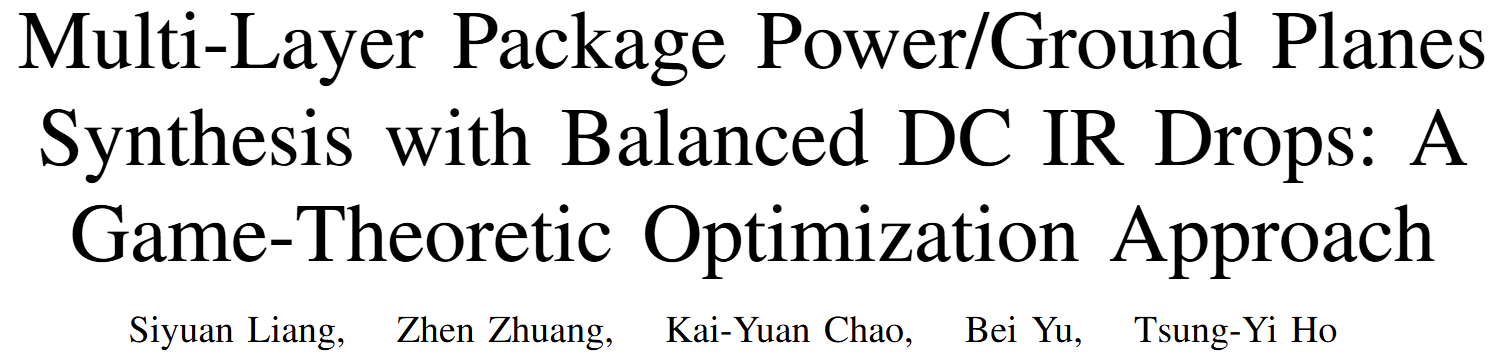 Multi-Layer Package Power/Ground Planes
Synthesis with Balanced DC IR Drops: A
Game-Theoretic Optimization Approach
Siyuan Liang, Zhen Zhuang, Kai-Yuan Chao, Bei Yu, Tsung-Yi Ho